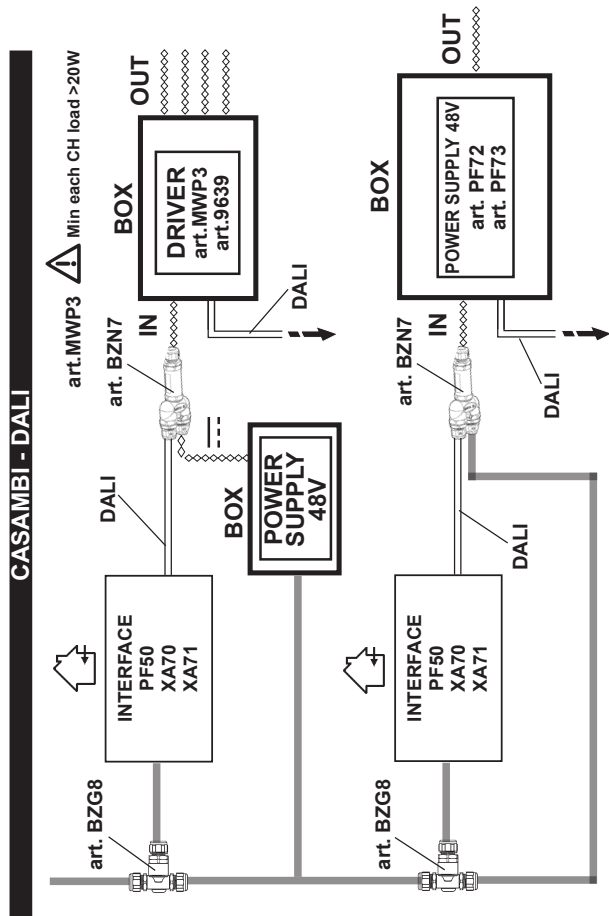 CASAMBI - DALI
art.MWP3
Min each CH load >20W
art. BZG8
INTERFACE
PF50
XA70
XA71
DALI
art. BZN7
IN
BOX
DRIVER
art.MWP3
art.9639
OUT
DALI
BOX
POWER
SUPPLY
48V
art. BZG8
INTERFACE
PF50
XA70
XA71
DALI
art. BZN7
IN
BOX
POWER SUPPLY 48V
art. PF72
art. PF73
OUT
DALI